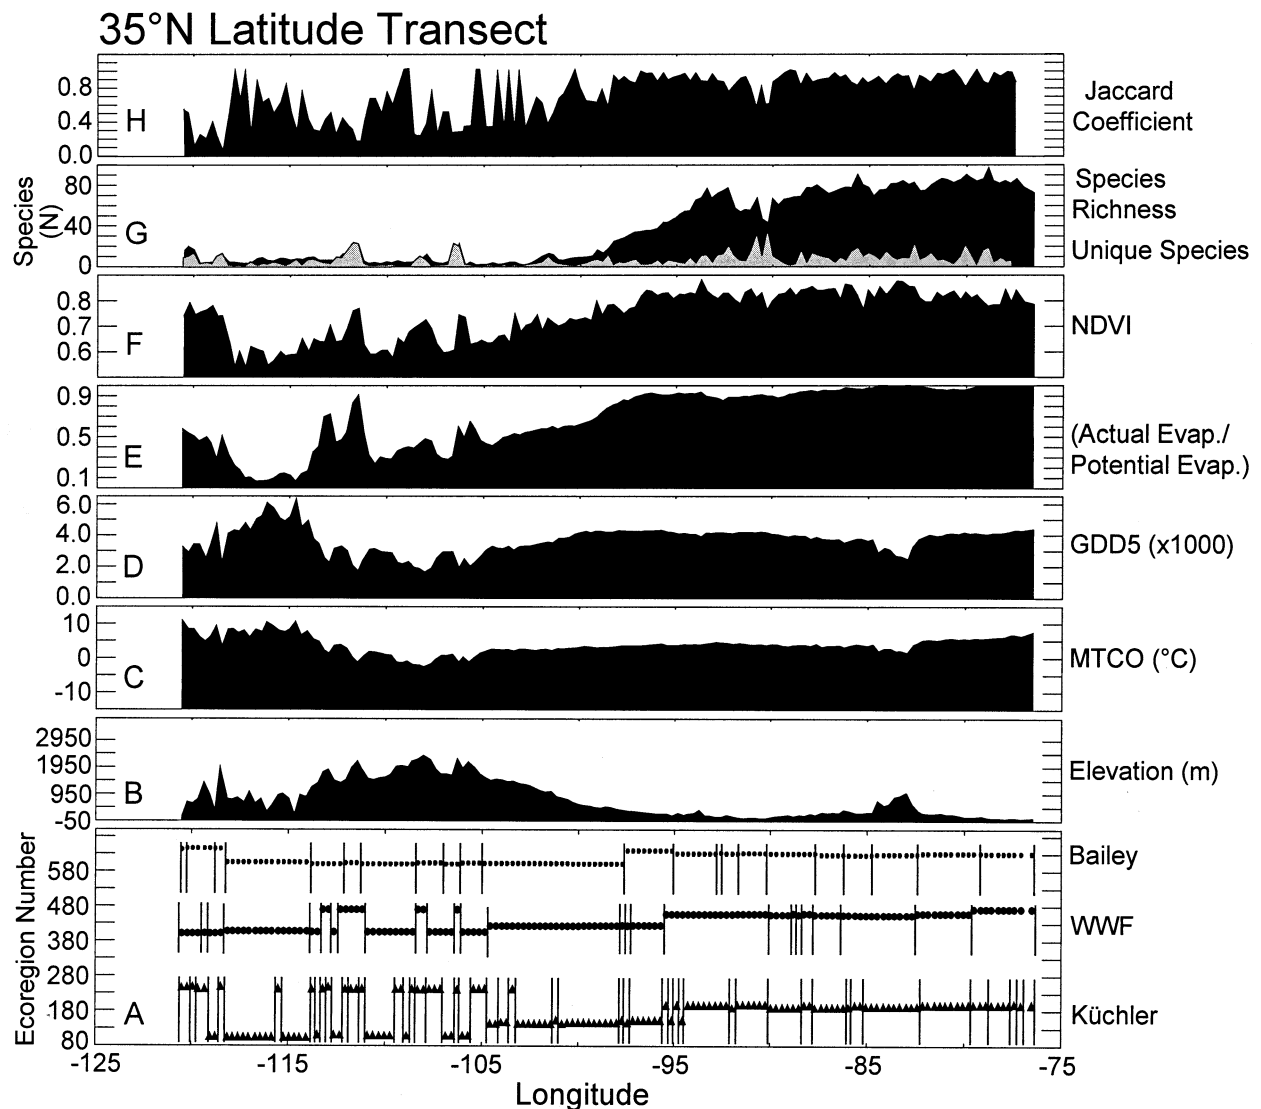 35°N Latitude Transect
0.8
0.4
0.0
H
Jaccard
Coefficient
Species
(N)
80
40
0
G
Species
Richness
Unique Species
0.8
0.7
0.6
F
NDVI
0.9
0.5
0.1
E
(Actual Evap./
Potential Evap.)
6.0
4.0
2.0
0.0
D
GDD5 (x1000)
10
0
-10
C
MTCO (°C)
2950
1950
950
-50
B
Elevation (m)
Ecoregion Number
580
480
380
280
180
80
A
Bailey
WWF
Küchler
-125 -115 -105 -95 -85 -75
Longitude